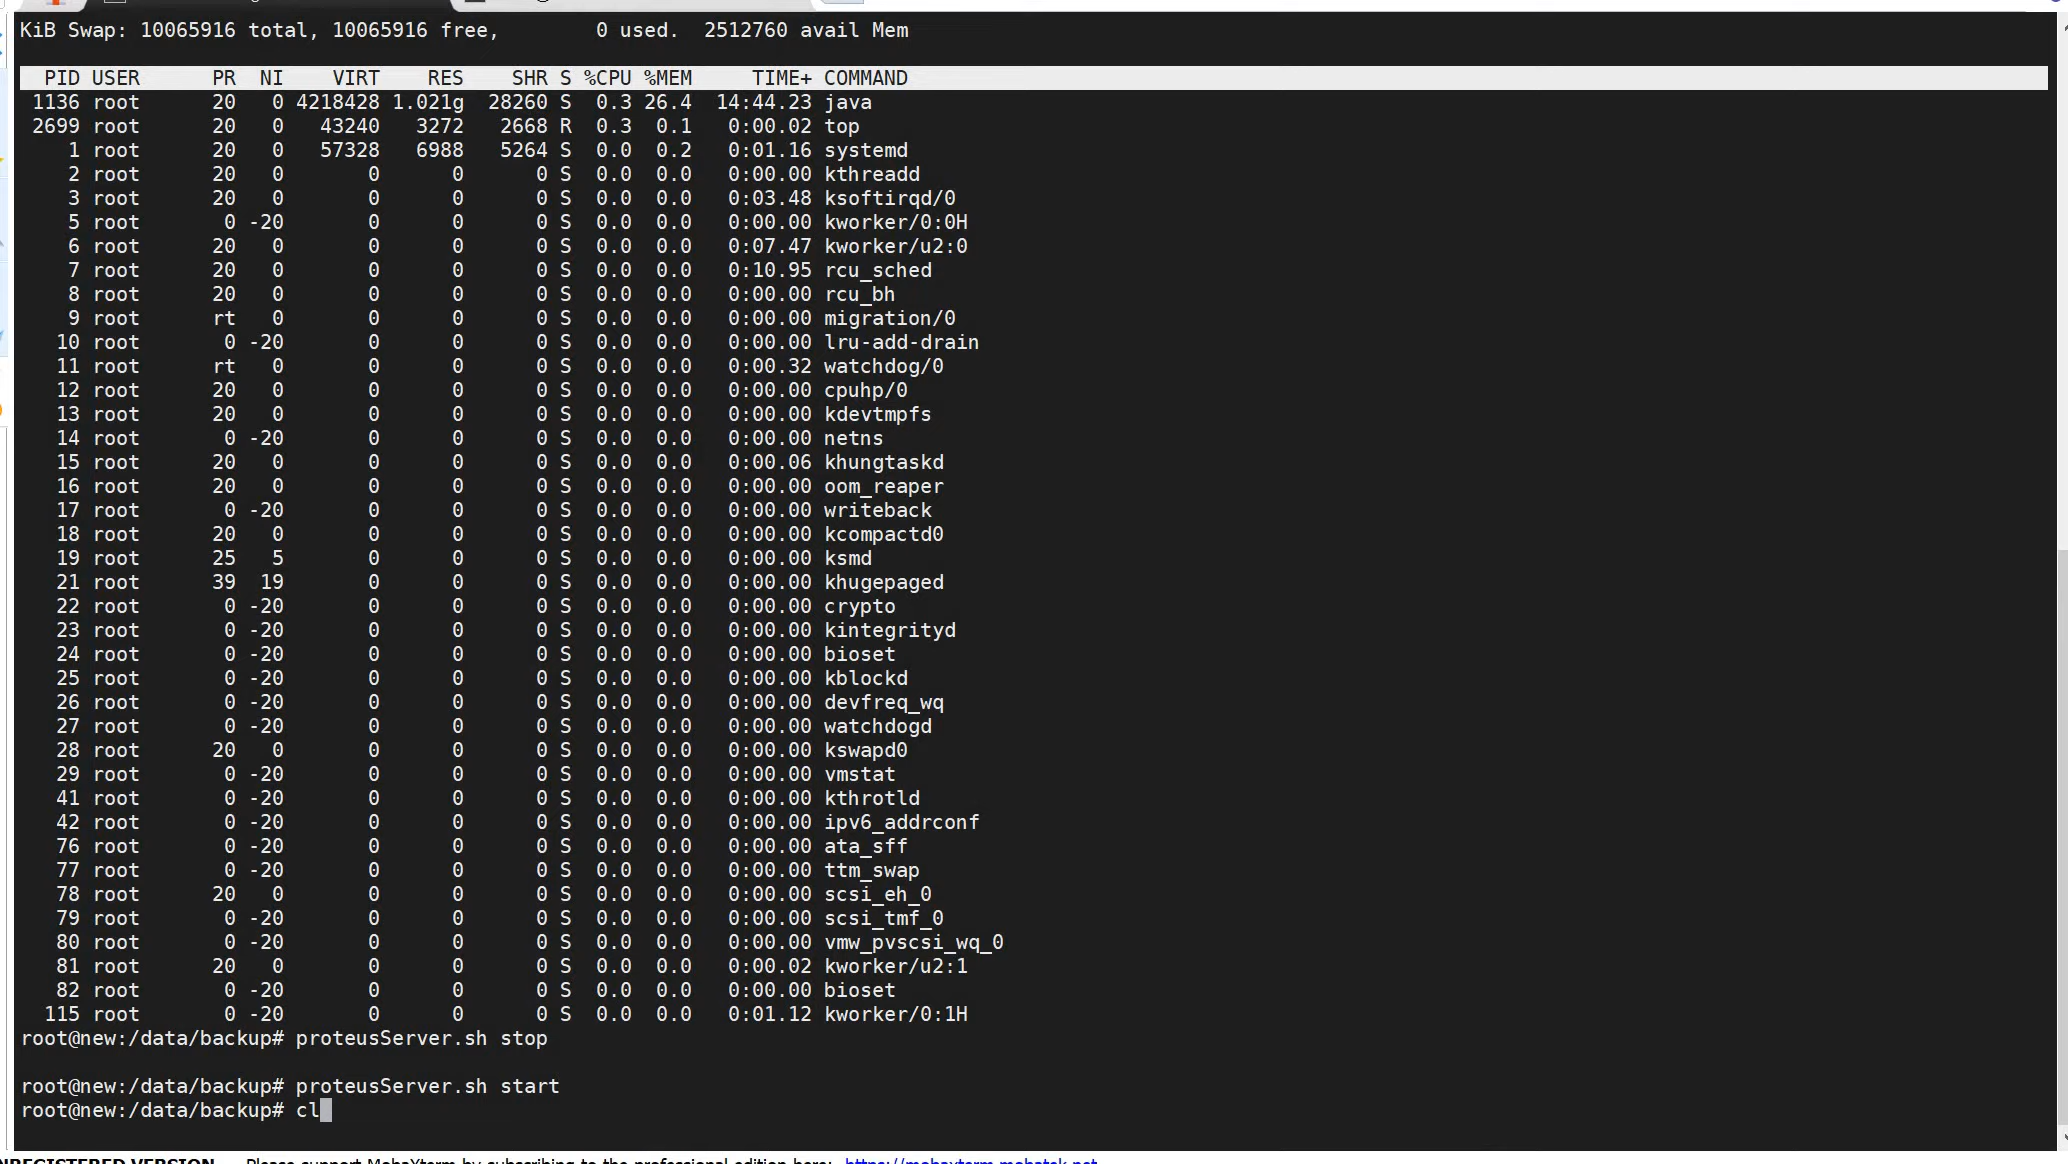 KiB Swap: 10065916 total, 10065916 free,        0 used.  2512760 avail Mem
  PID USER      PR  NI    VIRT    RES    SHR S %CPU %MEM     TIME+ COMMAND
 1136 root      20   0 4218428 1.021g  28260 S  0.3 26.4  14:44.23 java
 2699 root      20   0   43240   3272   2668 R  0.3  0.1   0:00.02 top
    1 root      20   0   57328   6988   5264 S  0.0  0.2   0:01.16 systemd
    2 root      20   0       0      0      0 S  0.0  0.0   0:00.00 kthreadd
    3 root      20   0       0      0      0 S  0.0  0.0   0:03.48 ksoftirqd/0
    5 root       0 -20       0      0      0 S  0.0  0.0   0:00.00 kworker/0:0H
    6 root      20   0       0      0      0 S  0.0  0.0   0:07.47 kworker/u2:0
    7 root      20   0       0      0      0 S  0.0  0.0   0:10.95 rcu_sched
    8 root      20   0       0      0      0 S  0.0  0.0   0:00.00 rcu_bh
    9 root      rt   0       0      0      0 S  0.0  0.0   0:00.00 migration/0
   10 root       0 -20       0      0      0 S  0.0  0.0   0:00.00 lru-add-drain
   11 root      rt   0       0      0      0 S  0.0  0.0   0:00.32 watchdog/0
   12 root      20   0       0      0      0 S  0.0  0.0   0:00.00 cpuhp/0
   13 root      20   0       0      0      0 S  0.0  0.0   0:00.00 kdevtmpfs
   14 root       0 -20       0      0      0 S  0.0  0.0   0:00.00 netns
   15 root      20   0       0      0      0 S  0.0  0.0   0:00.06 khungtaskd
   16 root      20   0       0      0      0 S  0.0  0.0   0:00.00 oom_reaper
   17 root       0 -20       0      0      0 S  0.0  0.0   0:00.00 writeback
   18 root      20   0       0      0      0 S  0.0  0.0   0:00.00 kcompactd0
   19 root      25   5       0      0      0 S  0.0  0.0   0:00.00 ksmd
   21 root      39  19       0      0      0 S  0.0  0.0   0:00.00 khugepaged
   22 root       0 -20       0      0      0 S  0.0  0.0   0:00.00 crypto
   23 root       0 -20       0      0      0 S  0.0  0.0   0:00.00 kintegrityd
   24 root       0 -20       0      0      0 S  0.0  0.0   0:00.00 bioset
   25 root       0 -20       0      0      0 S  0.0  0.0   0:00.00 kblockd
   26 root       0 -20       0      0      0 S  0.0  0.0   0:00.00 devfreq_wq
   27 root       0 -20       0      0      0 S  0.0  0.0   0:00.00 watchdogd
   28 root      20   0       0      0      0 S  0.0  0.0   0:00.00 kswapd0
   29 root       0 -20       0      0      0 S  0.0  0.0   0:00.00 vmstat
   41 root       0 -20       0      0      0 S  0.0  0.0   0:00.00 kthrotld
   42 root       0 -20       0      0      0 S  0.0  0.0   0:00.00 ipv6_addrconf
   76 root       0 -20       0      0      0 S  0.0  0.0   0:00.00 ata_sff
   77 root       0 -20       0      0      0 S  0.0  0.0   0:00.00 ttm_swap
   78 root      20   0       0      0      0 S  0.0  0.0   0:00.00 scsi_eh_0
   79 root       0 -20       0      0      0 S  0.0  0.0   0:00.00 scsi_tmf_0
   80 root       0 -20       0      0      0 S  0.0  0.0   0:00.00 vmw_pvscsi_wq_0
   81 root      20   0       0      0      0 S  0.0  0.0   0:00.02 kworker/u2:1
   82 root       0 -20       0      0      0 S  0.0  0.0   0:00.00 bioset
  115 root       0 -20       0      0      0 S  0.0  0.0   0:01.12 kworker/0:1H
root@new:/data/backup# proteusServer.sh stop
root@new:/data/backup# proteusServer.sh start
root@new:/data/backup# cl
NREGISTERED VERSION - Please support MobaXterm by subscribing to the professional edition here: https://mobaxterm.mobatek.net